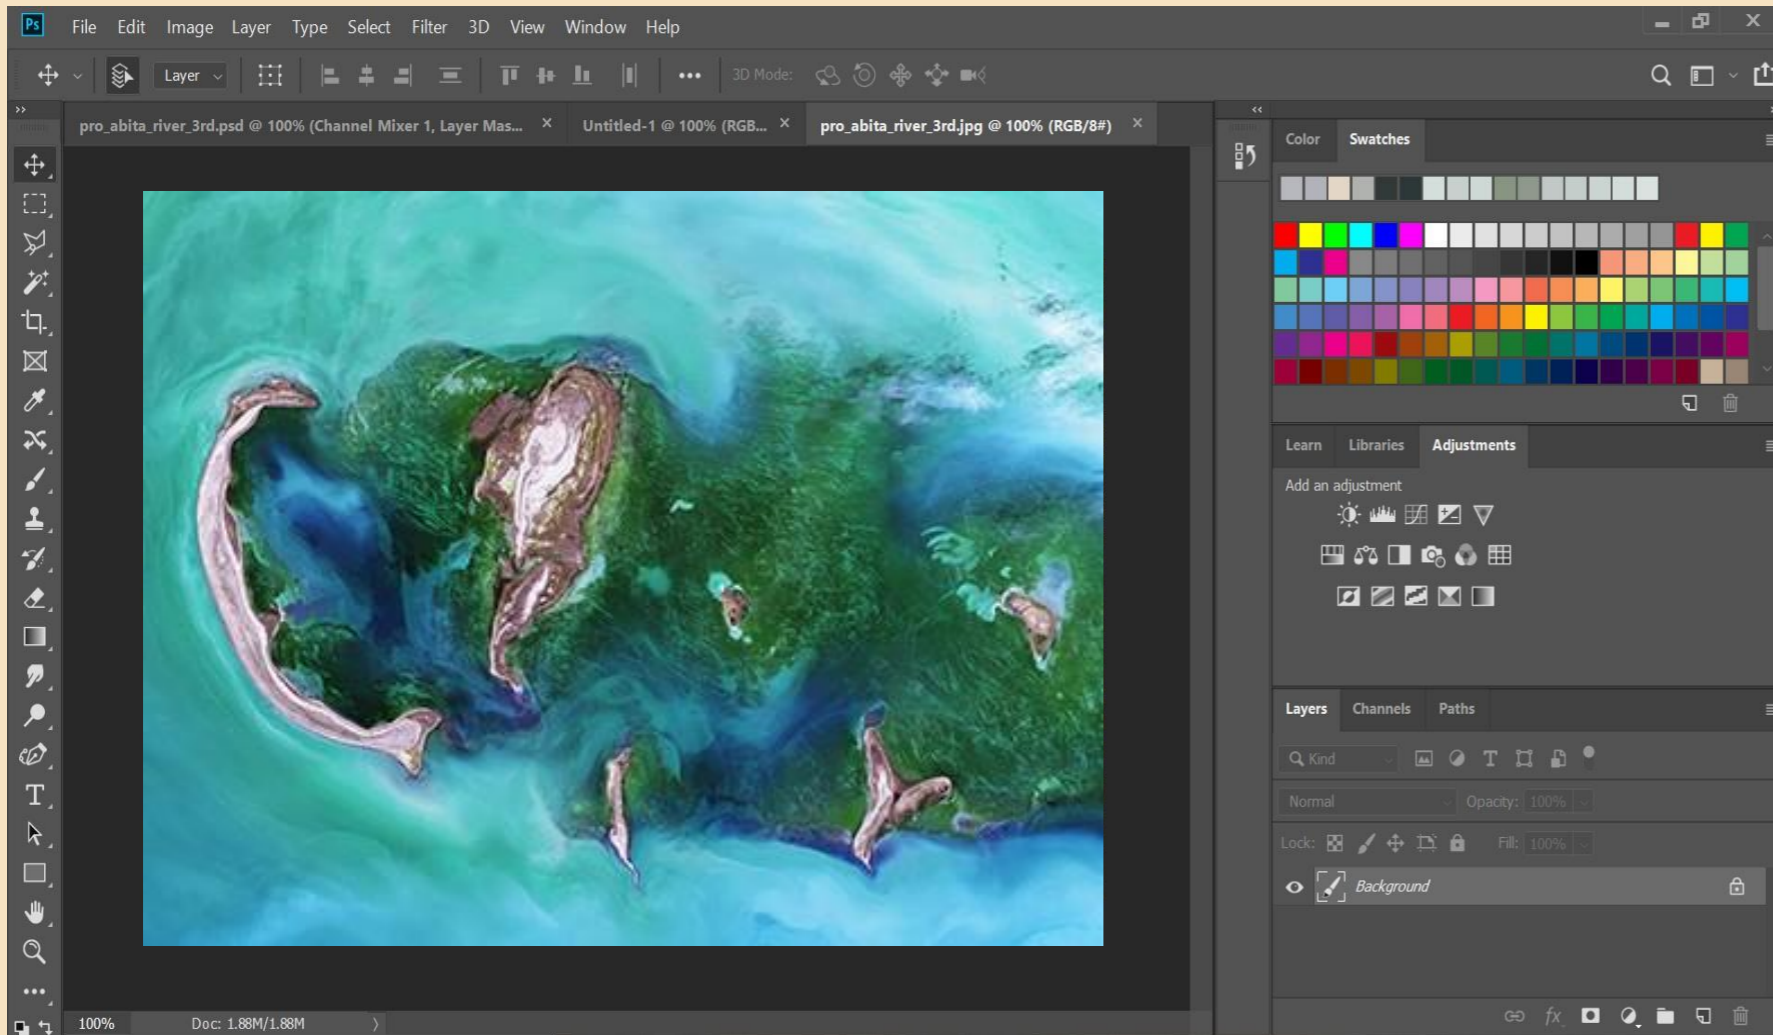 Ps File Edit Image Layer Type Select Filter 3D View Window Help
Layer 3D Mode:
pro_abita_river_3rd.psd @ 100% (Channel Mixer 1, Layer Mas... × Untitled-1 @ 100% (RGB... × pro_abita_river_3rd.jpg @ 100% (RGB/8#) ×
Color Swatches
Learn Libraries Adjustments
Add an adjustment
Layers Channels Paths
Kind T
Normal Opacity: 100%
Lock: Fill: 100%
Background
T
fx
100% Doc: 1.88M/1.88M